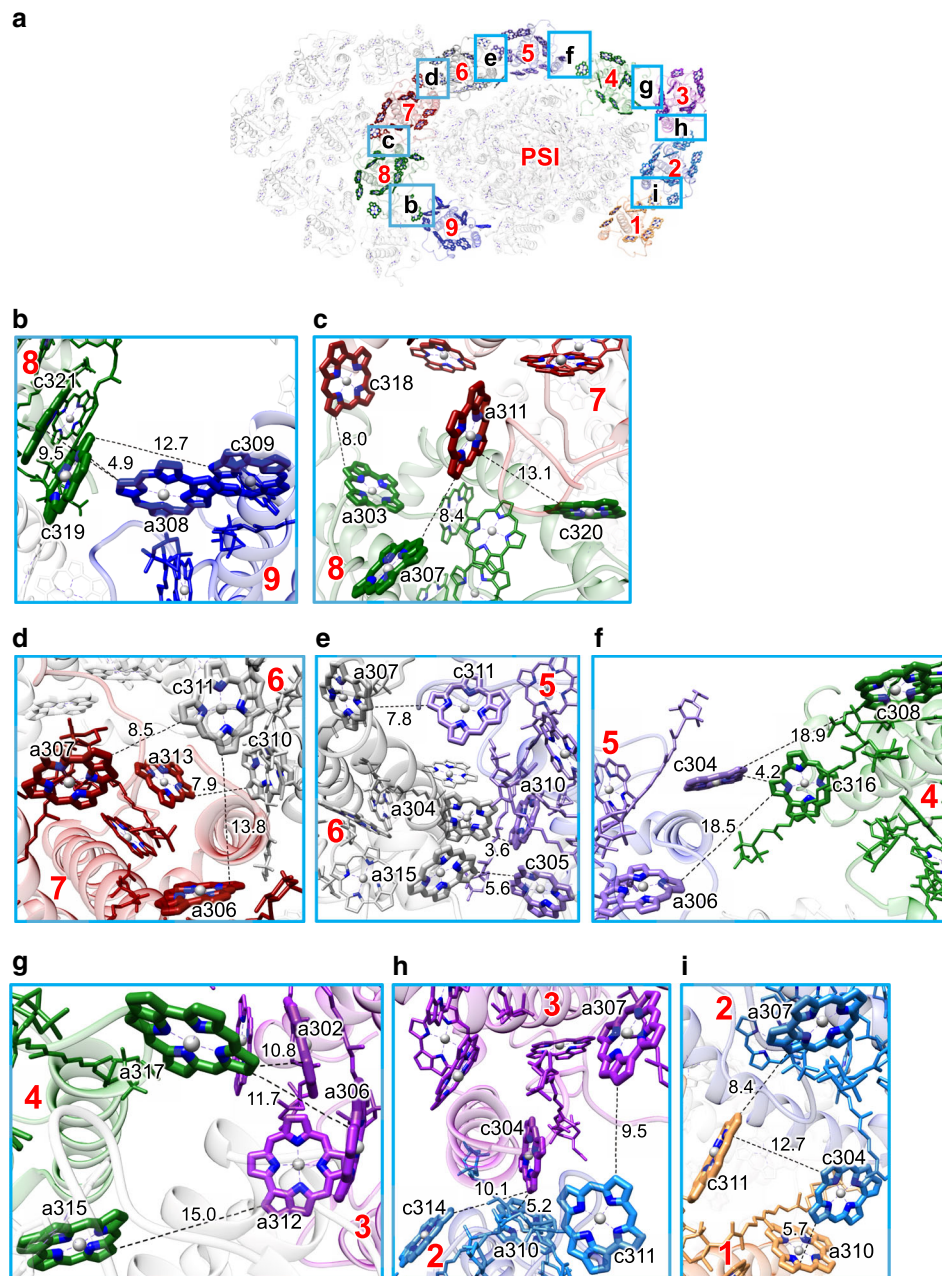 a
e
5
f
d
6
4
g
3
7
c
h
PSI
8
2
b
i
9
1
b
c
8
c321
c318
7
a311
12.7
c309
8.0
9.5
4.9
13.1
a303
8.4
c319
a308
c320
8
a307
9
d
e
f
c311
6
a307
c311
5
c308
8.5
7.8
18.9
a307
a313
c310
5
c304
4.2
c316
7.9
a304
a310
4
13.8
6
3.6
18.5
7
a315
c305
5.6
a306
a306
g
h
i
3
a307
2
a307
a302
10.8
a317
a306
4
11.7
8.4
c304
9.5
12.7
c304
10.1
c311
a315
15.0
a312
c314
5.2
5.7
3
2
a310
c311
1
a310